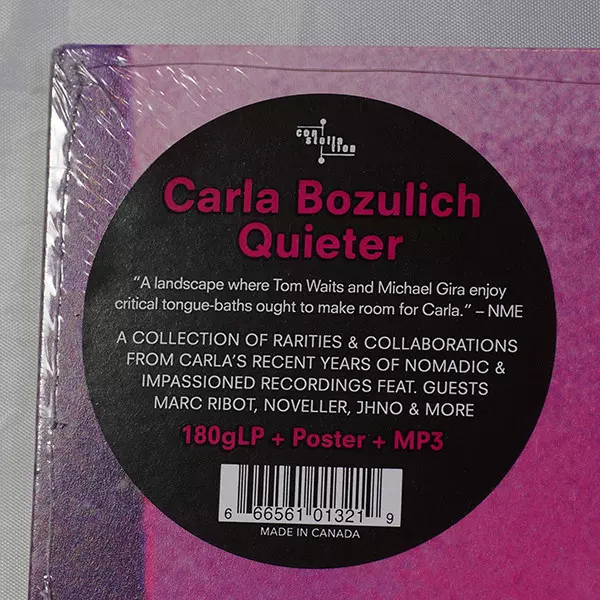 con
stella
tion
Carla Bozulich
Quieter
“A landscape where Tom Waits and Michael Gira enjoy
critical tongue-baths ought to make room for Carla.” – NME
A COLLECTION OF RARITIES & COLLABORATIONS
FROM CARLA’S RECENT YEARS OF NOMADIC &
IMPASSIONED RECORDINGS FEAT. GUESTS
MARC RIBOT, NOVELLER, JHNO & MORE
180gLP + Poster + MP3
6 66561 01321 9
MADE IN CANADA